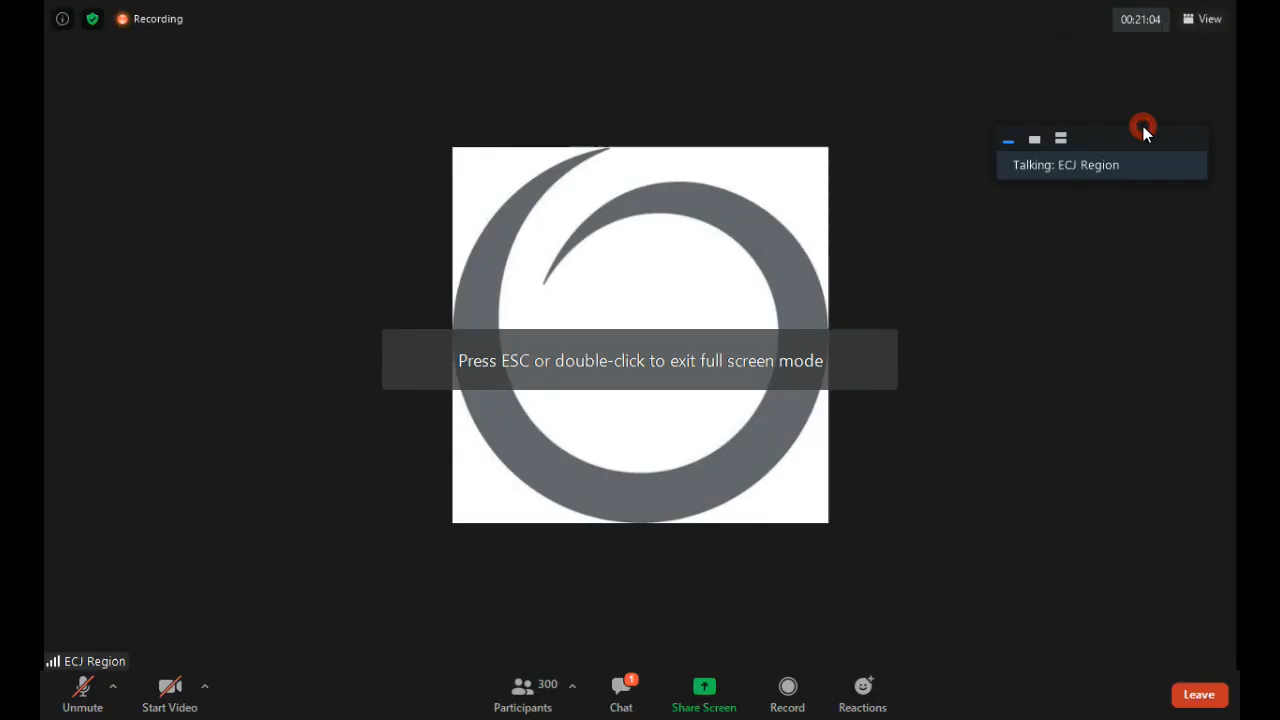 Recording
00:21:04
View
Talking: ECJ Region
Press ESC or double-click to exit full screen mode
ECJ Region
Unmute
Start Video
300
Participants
1
Chat
Share Screen
Record
Reactions
Leave